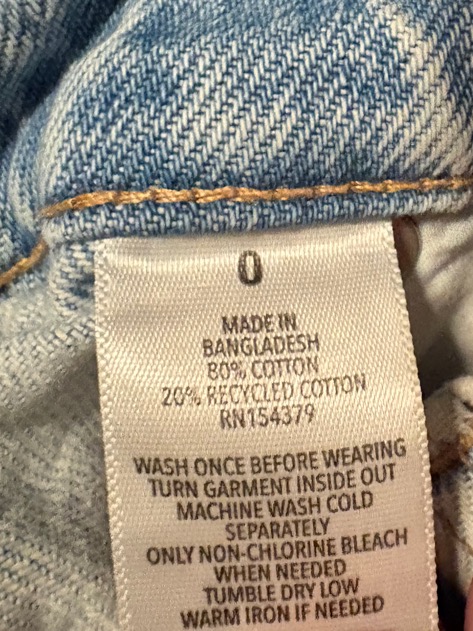 0
MADE IN
BANGLADESH
80% COTTON
20% RECYCLED COTTON
RN154379
WASH ONCE BEFORE WEARING
TURN GARMENT INSIDE OUT
MACHINE WASH COLD
SEPARATELY
ONLY NON-CHLORINE BLEACH
WHEN NEEDED
TUMBLE DRY LOW
WARM IRON IF NEEDED